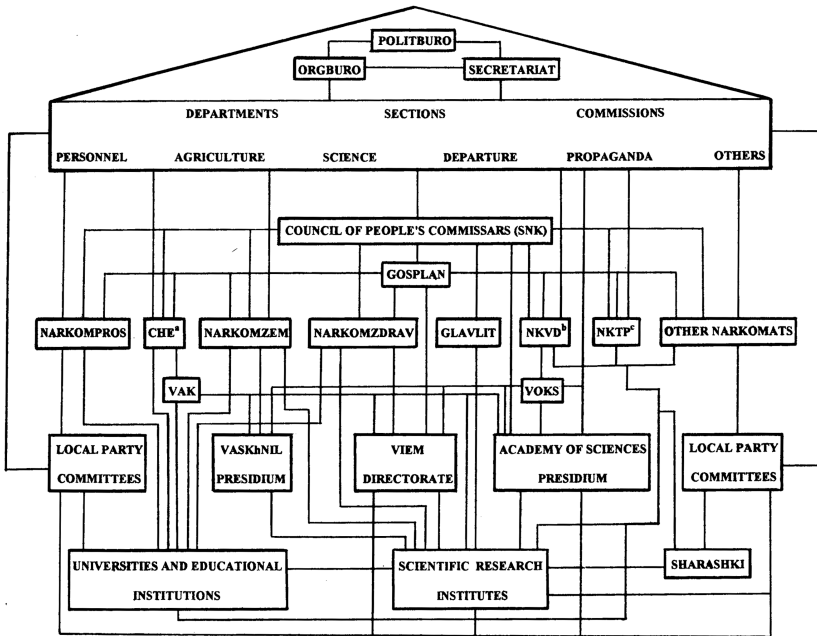 POLITBURO
ORGBURO SECRETARIAT
DEPARTMENTS SECTIONS COMMISSIONS
PERSONNEL AGRICULTURE SCIENCE DEPARTURE PROPAGANDA OTHERS
COUNCIL OF PEOPLE'S COMMISSARS (SNK)
GOSPLAN
NARKOMPROS CHEᵃ NARKOMZEM NARKOMZDRAV GLAVLIT NKVDᵇ NKTPᶜ OTHER NARKOMATS
VAK VOKS
LOCAL PARTY
COMMITTEES
VASKhNIL
PRESIDIUM
VIEM
DIRECTORATE
ACADEMY OF SCIENCES
PRESIDIUM
LOCAL PARTY
COMMITTEES
UNIVERSITIES AND EDUCATIONAL
INSTITUTIONS
SCIENTIFIC RESEARCH
INSTITUTES
SHARASHKI